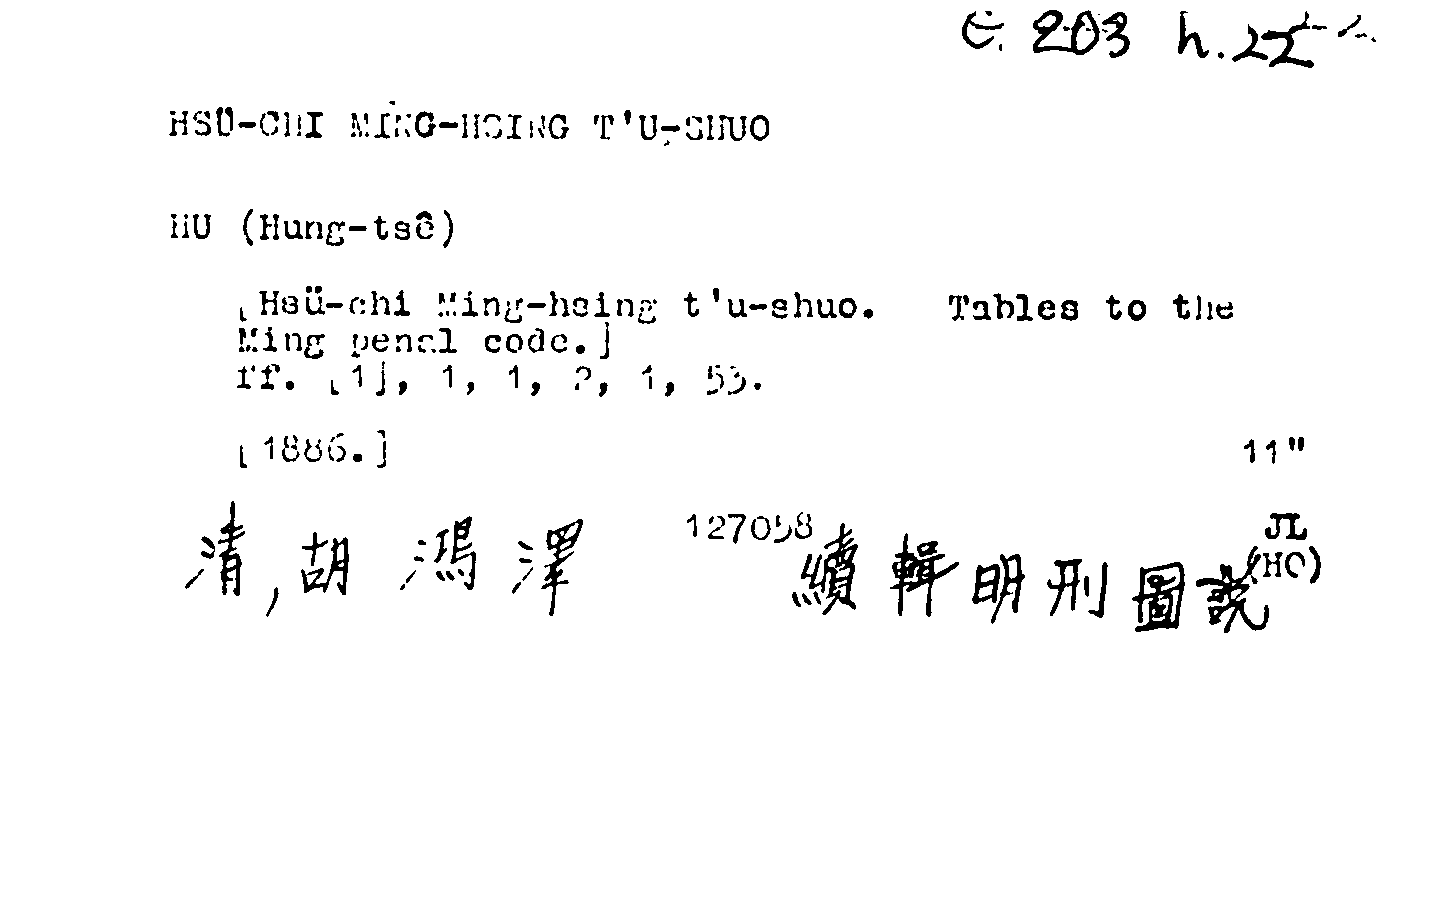 C. 203 h.22
HSÜ-CHI MING-HSING T'U-SHUO
HU (Hung-tsê)
[Hsü-chi Ming-hsing t'u-shuo. Tables to the
Ming penal code.]
ff. [1], 1, 1, 2, 1, 53.
[1886.] 11"
127058 JL
(HC)
清,胡鴻澤 續輯明刑圖說